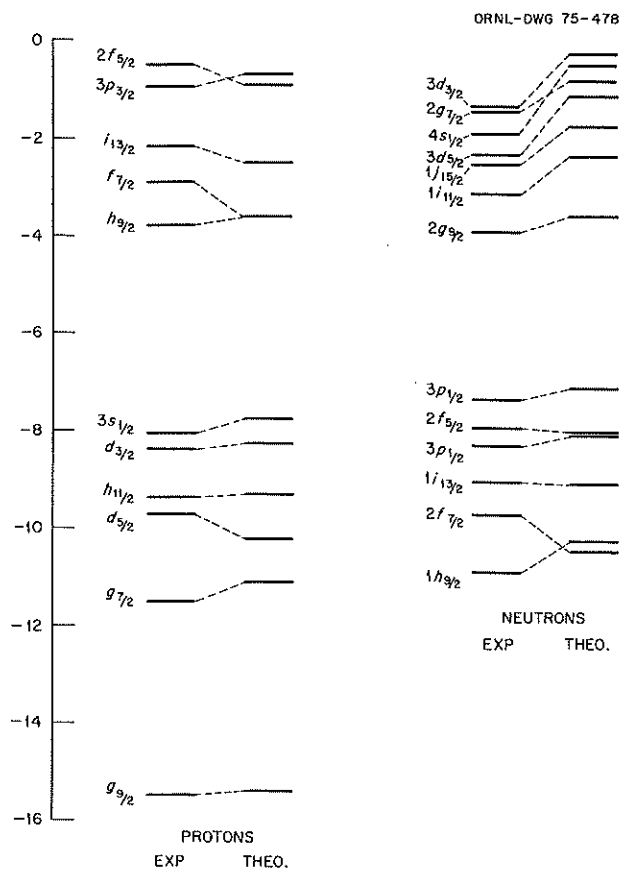 ORNL-DWG 75-478
0
-2
-4
-6
-8
-10
-12
-14
-16
2f5/2
3p3/2
i13/2
f7/2
h9/2
3s1/2
d3/2
h11/2
d5/2
g7/2
g9/2
PROTONS
EXP THEO.
3d3/2
2g7/2
4s1/2
3d5/2
1j15/2
1i11/2
2g9/2
3p1/2
2f5/2
3p1/2
1i13/2
2f7/2
1h9/2
NEUTRONS
EXP THEO.